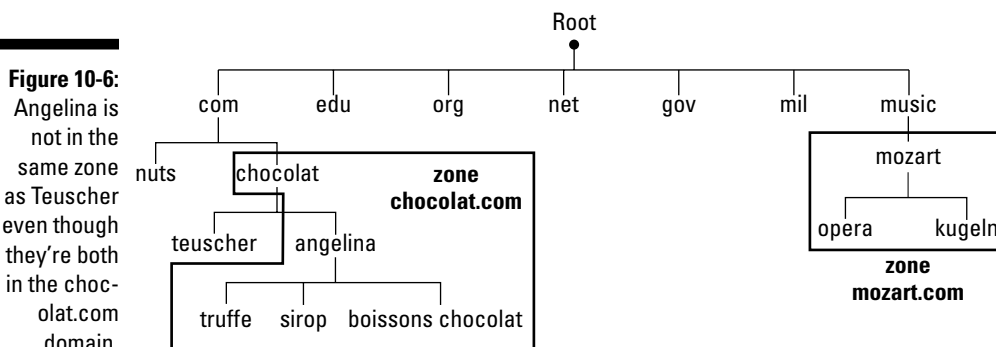 Root
Figure 10-6:
Angelina is
not in the
same zone
as Teuscher
even though
they're both
in the choc-
olat.com
domain.
com edu org net gov mil music
nuts chocolat zone
chocolat.com
mozart
teuscher angelina
opera kugeln
zone
mozart.com
truffe sirop boissons chocolat